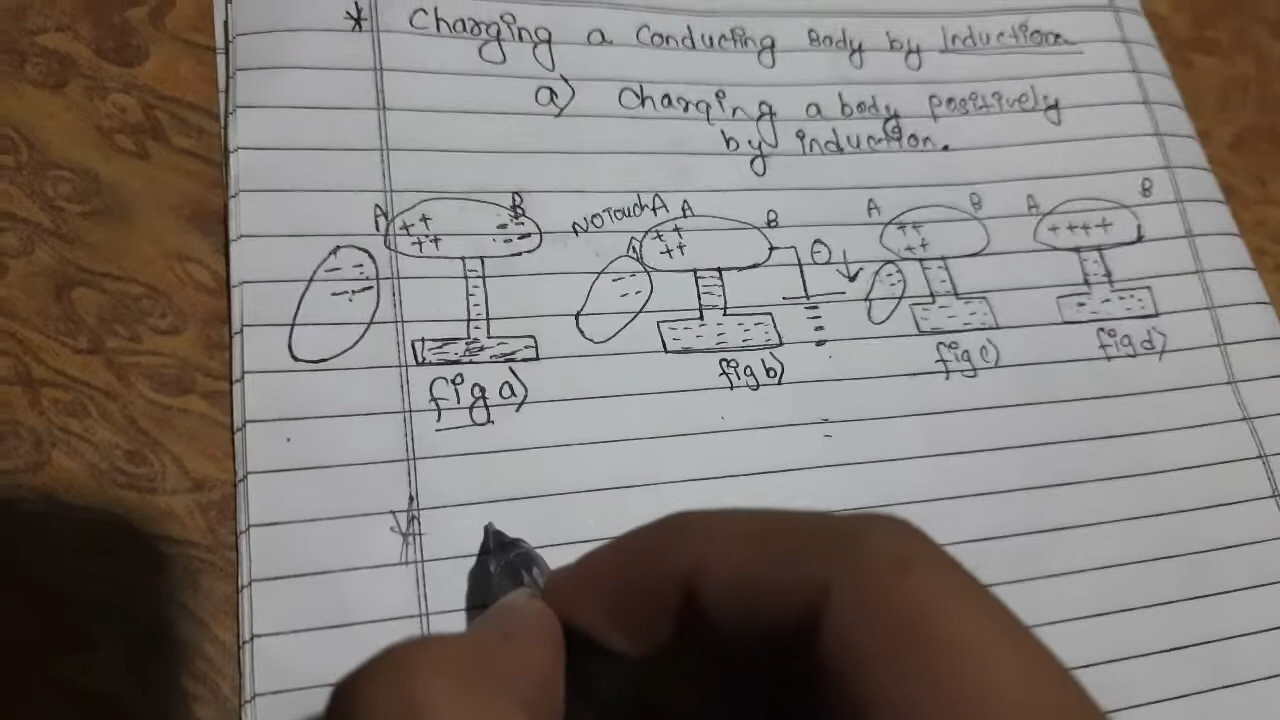 * Charging a Conducting Body by Induction
a) Charging a body positively
by induction.
A B NO Touch A A B A B A B
++ ++ -- -- -- ++ ++ ++ ++ ++++
fig a) fig b) fig c) fig d)